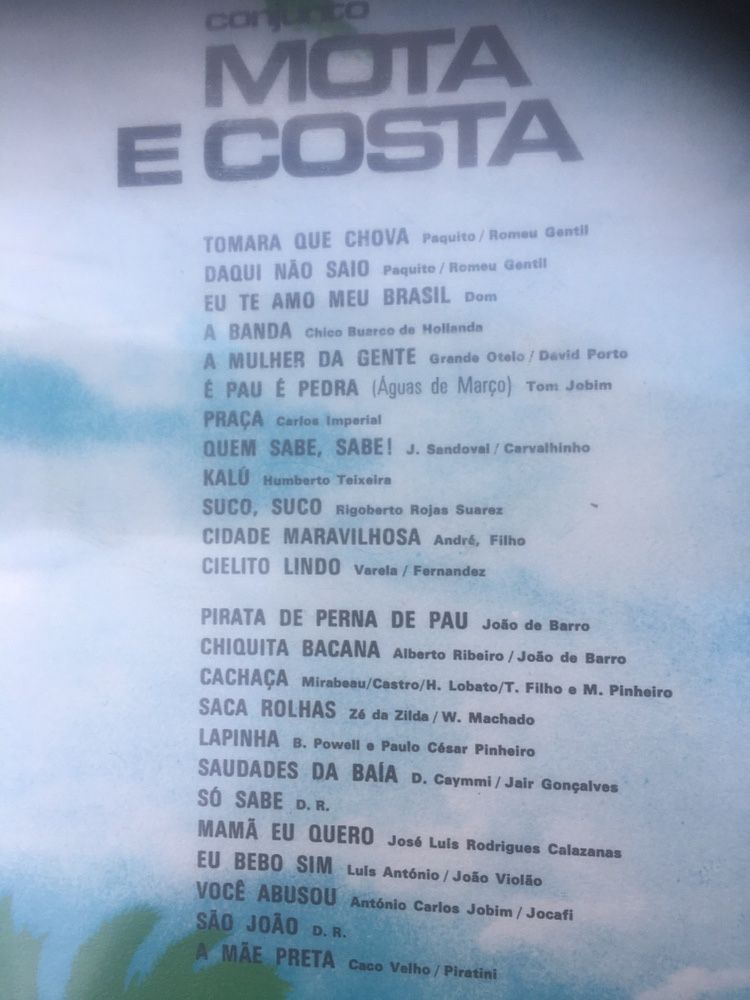 conjunto
MOTA
E COSTA
TOMARA QUE CHOVA Paquito / Romeu Gentil
DAQUI NÃO SAIO Paquito / Romeu Gentil
EU TE AMO MEU BRASIL Dom
A BANDA Chico Buarco de Hollanda
A MULHER DA GENTE Grande Otelo / David Porto
É PAU É PEDRA (Águas de Março) Tom Jobim
PRAÇA Carlos Imperial
QUEM SABE, SABE! J. Sandoval / Carvalhinho
KALÚ Humberto Teixeira
SUCO, SUCO Rigoberto Rojas Suarez
CIDADE MARAVILHOSA André, Filho
CIELITO LINDO Varela / Fernandez
PIRATA DE PERNA DE PAU João de Barro
CHIQUITA BACANA Alberto Ribeiro / João de Barro
CACHAÇA Mirabeau/Castro/H. Lobato/T. Filho e M. Pinheiro
SACA ROLHAS Zé da Zilda / W. Machado
LAPINHA B. Powell e Paulo César Pinheiro
SAUDADES DA BAÍA D. Caymmi / Jair Gonçalves
SÓ SABE D. R.
MAMÃ EU QUERO José Luis Rodrigues Calazanas
EU BEBO SIM Luis António / João Violão
VOCÊ ABUSOU António Carlos Jobim / Jocafi
SÃO JOÃO D. R.
A MÃE PRETA Caco Velho / Piratini